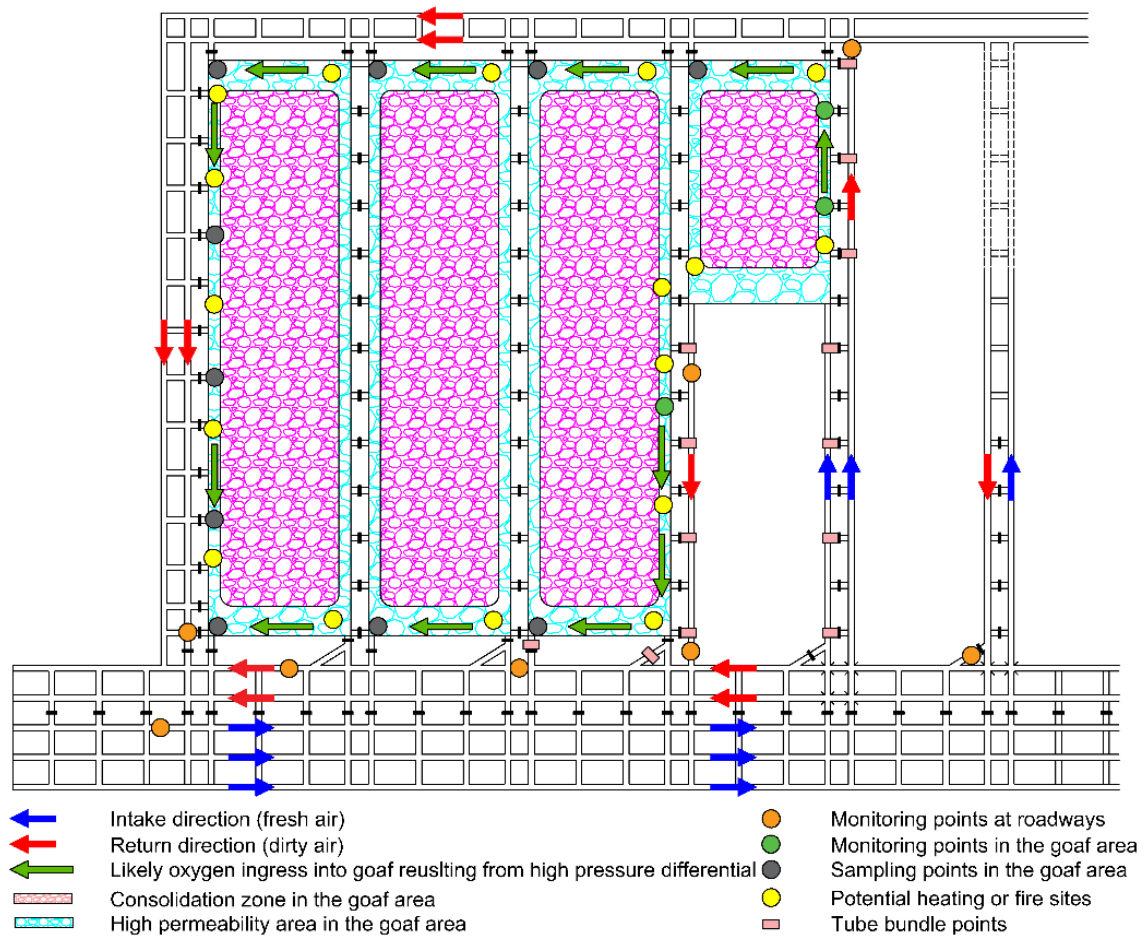 Intake direction (fresh air)
Return direction (dirty air)
Likely oxygen ingress into goaf reuslting from high pressure differential
Consolidation zone in the goaf area
High permeability area in the goaf area
Monitoring points at roadways
Monitoring points in the goaf area
Sampling points in the goaf area
Potential heating or fire sites
Tube bundle points